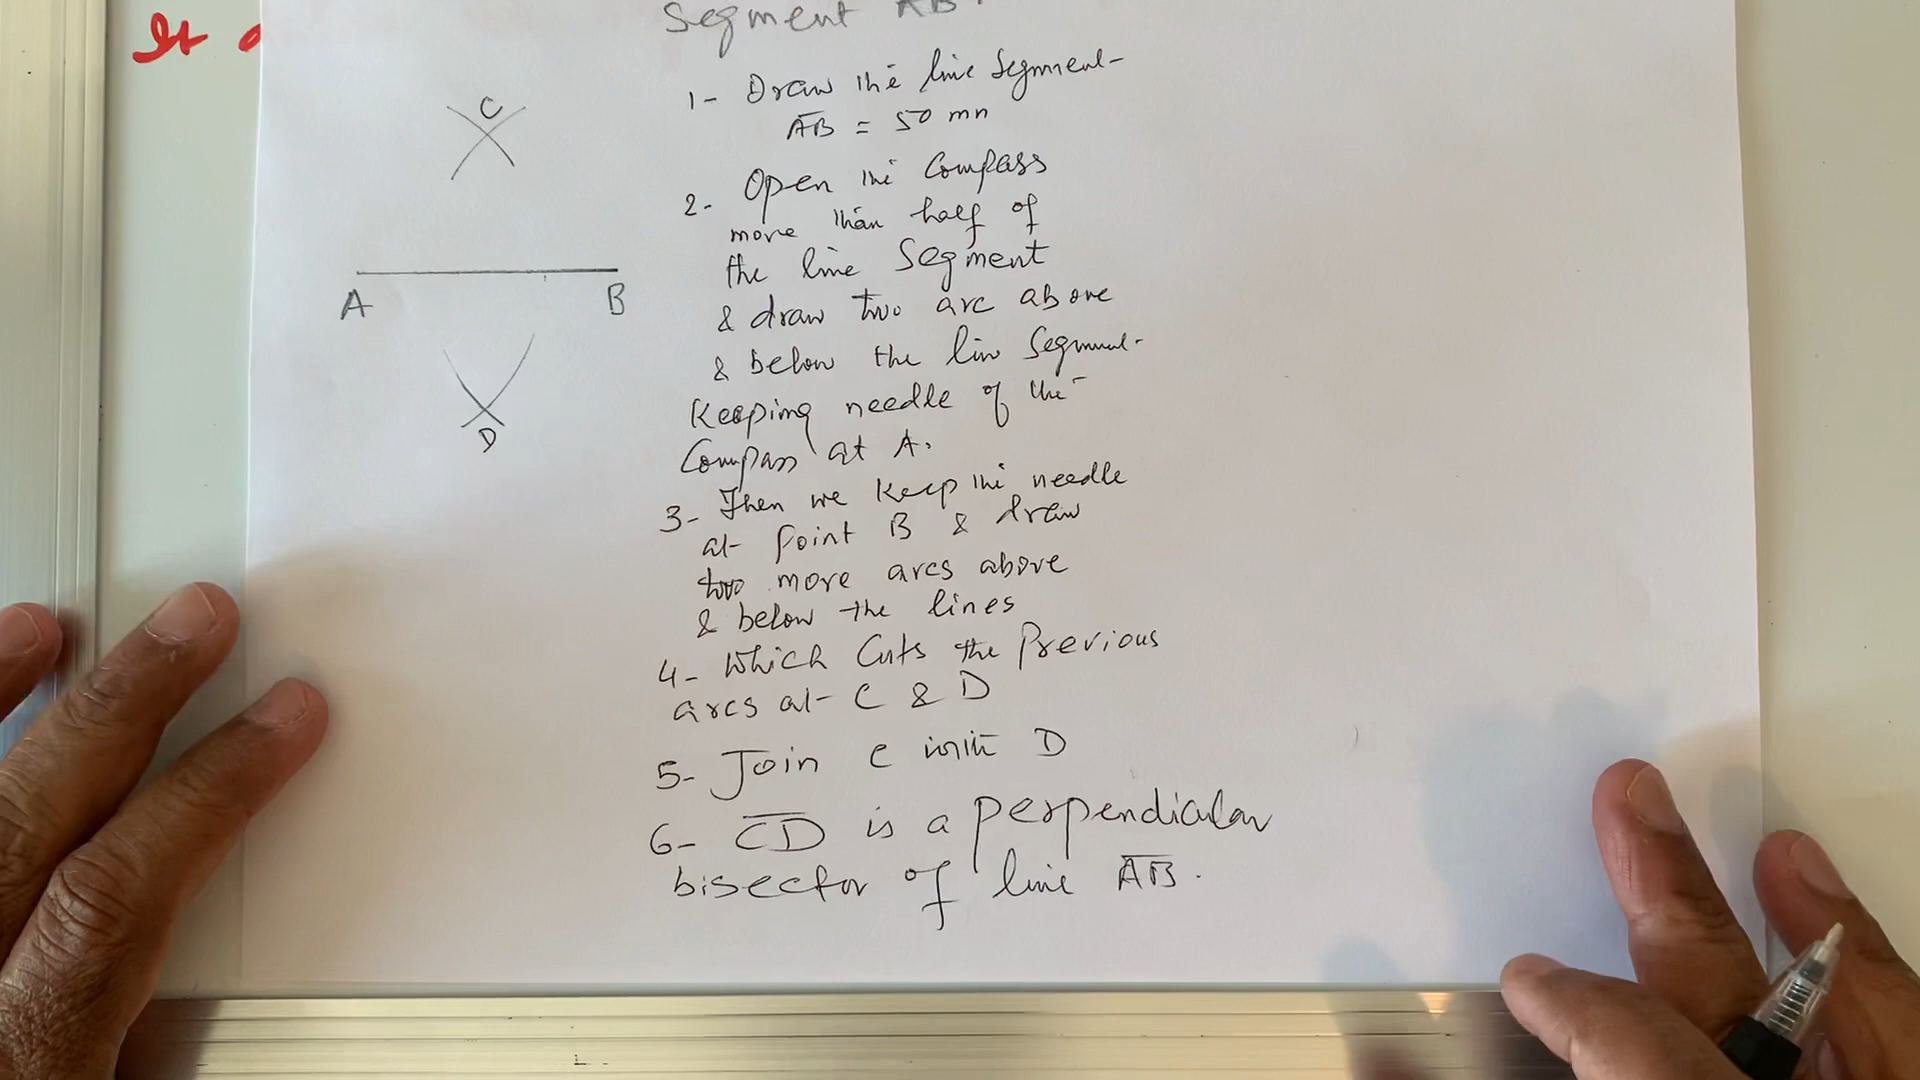 Segment AB.
C
A
B
D
1- Draw the line Segment
AB = 50 mm
2- Open the Compass
more than half of
the line Segment
& draw two arc above
& below the line Segment
Keeping needle of the
Compass at A.
3- Then we Keep the needle
at point B & draw
two more arcs above
& below the lines
4- Which Cuts the Previous
arcs at C & D
5- Join C with D
6- CD is a perpendicular
bisector of line AB.